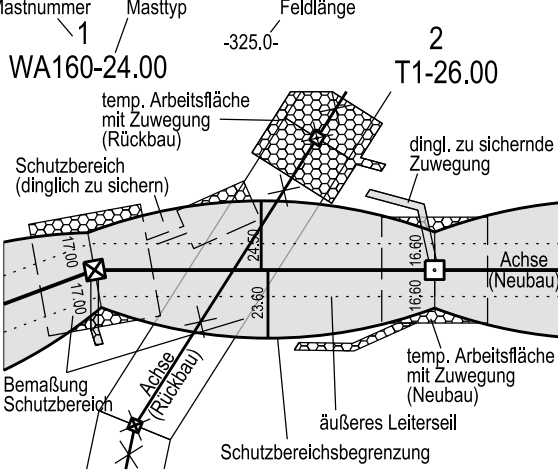 Mastnummer
Masttyp
Feldlänge
1
-325.0-
2
WA160-24.00
T1-26.00
temp. Arbeitsfläche
mit Zuwegung
(Rückbau)
dingl. zu sichernde
Zuwegung
Schutzbereich
(dinglich zu sichern)
17.00
24.50
16.60
Achse
(Neubau)
17.00
23.60
16.60
Achse
(Rückbau)
temp. Arbeitsfläche
mit Zuwegung
(Neubau)
Bemaßung
Schutzbereich
äußeres Leiterseil
Schutzbereichsbegrenzung